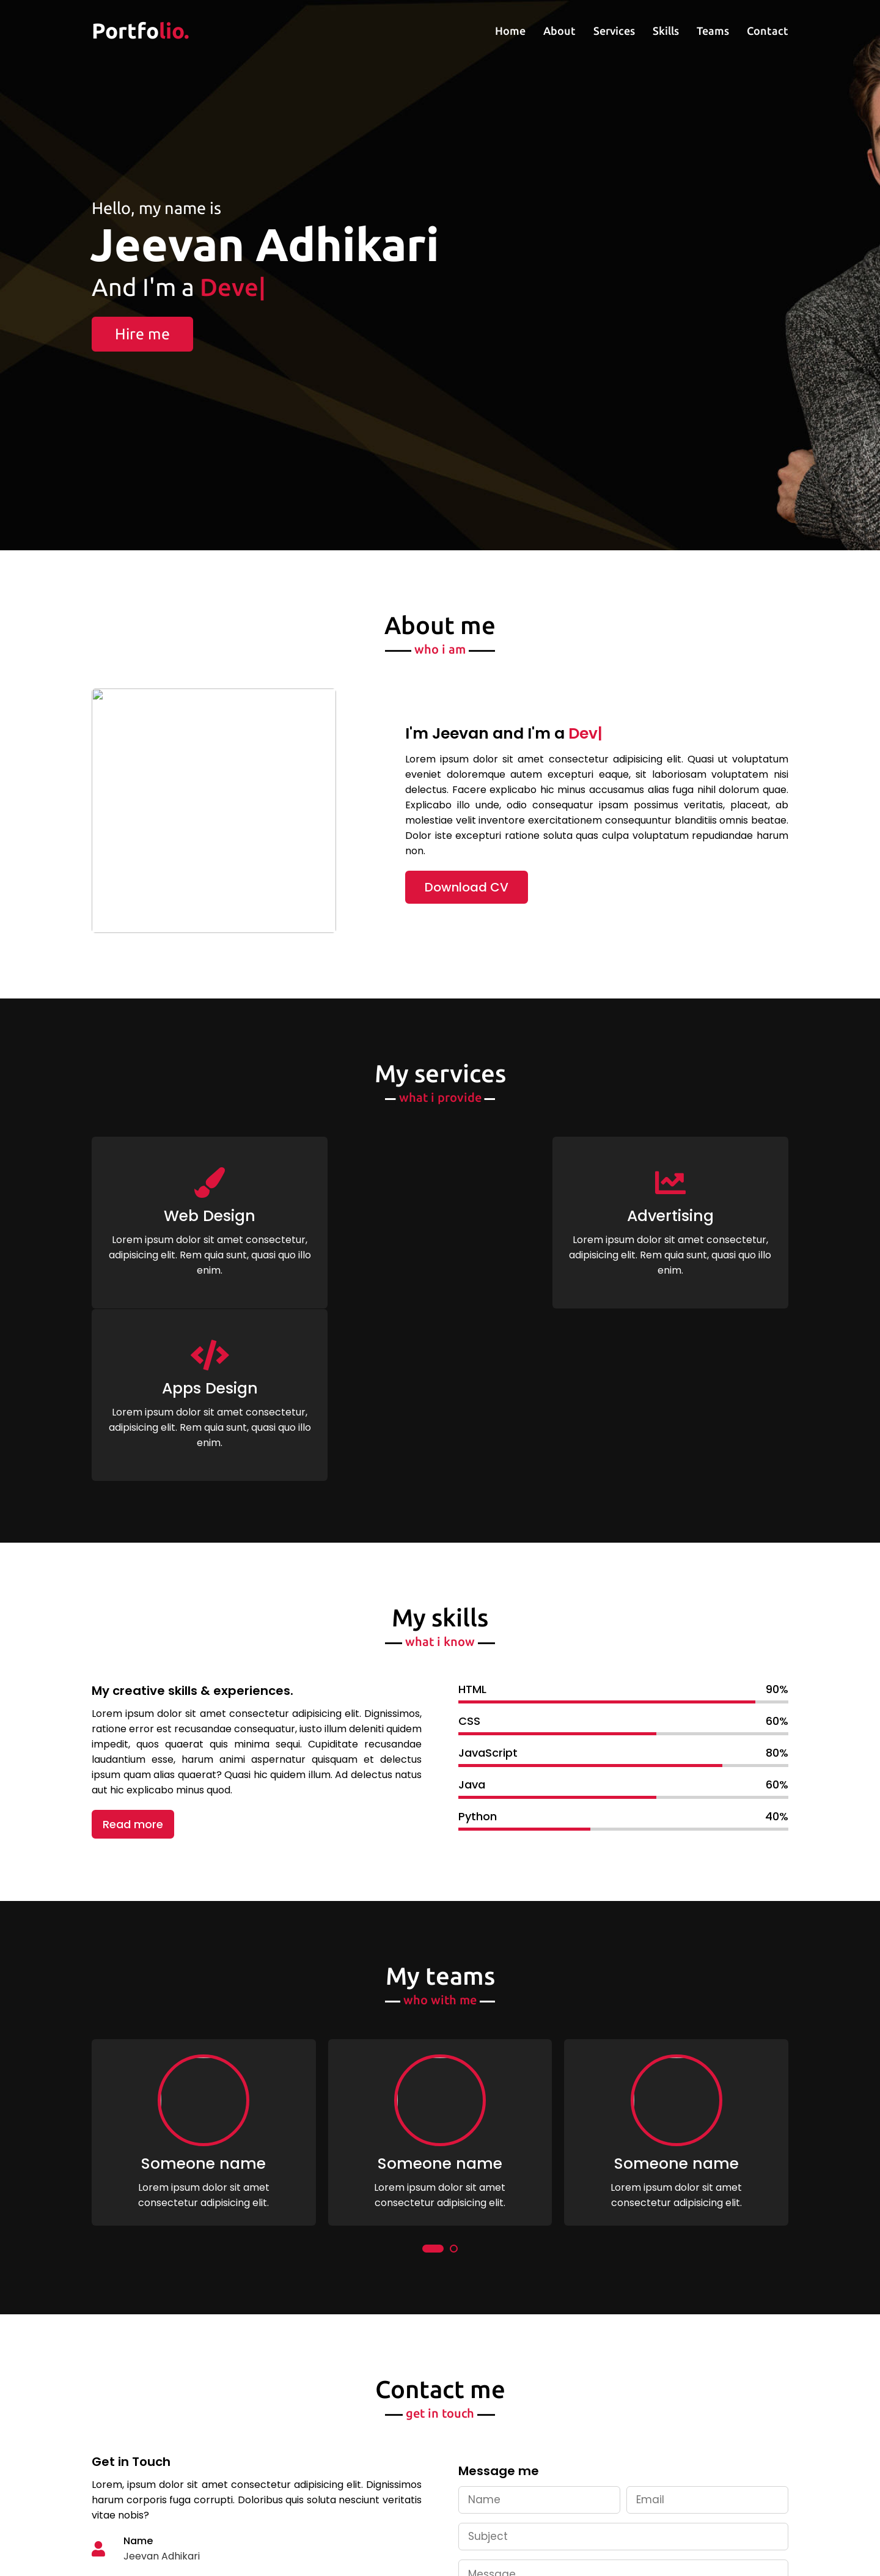 Portfolio.
Home About Services Skills Teams Contact
Hello, my name is
Jeevan Adhikari
And I'm a Deve|
Hire me
About me
who i am
I'm Jeevan and I'm a Dev|
Lorem ipsum dolor sit amet consectetur adipisicing elit. Quasi ut voluptatum
eveniet doloremque autem excepturi eaque, sit laboriosam voluptatem nisi
delectus. Facere explicabo hic minus accusamus alias fuga nihil dolorum quae.
Explicabo illo unde, odio consequatur ipsam possimus veritatis, placeat, ab
molestiae velit inventore exercitationem consequuntur blanditiis omnis beatae.
Dolor iste excepturi ratione soluta quas culpa voluptatum repudiandae harum
non.
Download CV
My services
what i provide
Web Design
Lorem ipsum dolor sit amet consectetur,
adipisicing elit. Rem quia sunt, quasi quo illo
enim.
Advertising
Lorem ipsum dolor sit amet consectetur,
adipisicing elit. Rem quia sunt, quasi quo illo
enim.
Apps Design
Lorem ipsum dolor sit amet consectetur,
adipisicing elit. Rem quia sunt, quasi quo illo
enim.
My skills
what i know
My creative skills & experiences.
Lorem ipsum dolor sit amet consectetur adipisicing elit. Dignissimos,
ratione error est recusandae consequatur, iusto illum deleniti quidem
impedit, quos quaerat quis minima sequi. Cupiditate recusandae
laudantium esse, harum animi aspernatur quisquam et delectus
ipsum quam alias quaerat? Quasi hic quidem illum. Ad delectus natus
aut hic explicabo minus quod.
Read more
HTML 90%
CSS 60%
JavaScript 80%
Java 60%
Python 40%
My teams
who with me
Someone name
Lorem ipsum dolor sit amet
consectetur adipisicing elit.
Someone name
Lorem ipsum dolor sit amet
consectetur adipisicing elit.
Someone name
Lorem ipsum dolor sit amet
consectetur adipisicing elit.
Contact me
get in touch
Get in Touch
Lorem, ipsum dolor sit amet consectetur adipisicing elit. Dignissimos
harum corporis fuga corrupti. Doloribus quis soluta nesciunt veritatis
vitae nobis?
Name
Jeevan Adhikari
Message me
Name
Email
Subject
Message